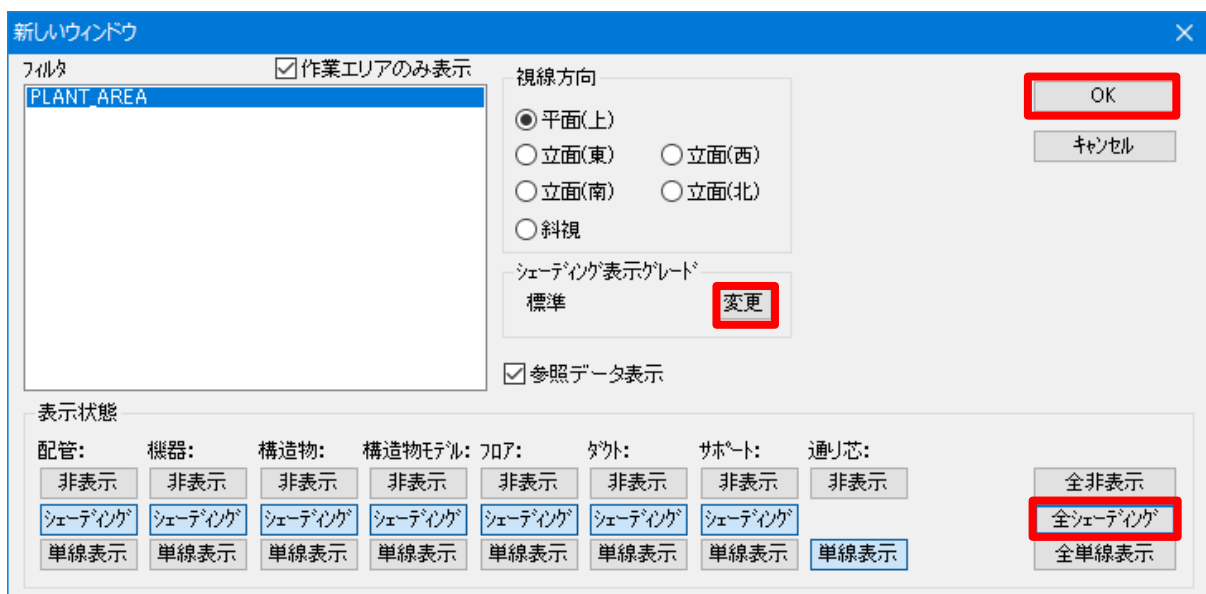 新しいウィンドウ
フィルタ
作業エリアのみ表示
PLANT_AREA
視線方向
平面(上)
立面(東) 立面(西)
立面(南) 立面(北)
斜視
シェーディング表示グレード
標準 変更
参照データ表示
OK
キャンセル
表示状態
配管: 機器: 構造物: 構造物モデル: フロア: ダクト: サポート: 通り芯:
非表示 非表示 非表示 非表示 非表示 非表示 非表示 非表示 全非表示
シェーディング シェーディング シェーディング シェーディング シェーディング シェーディング シェーディング 全シェーディング
単線表示 単線表示 単線表示 単線表示 単線表示 単線表示 単線表示 単線表示 全単線表示